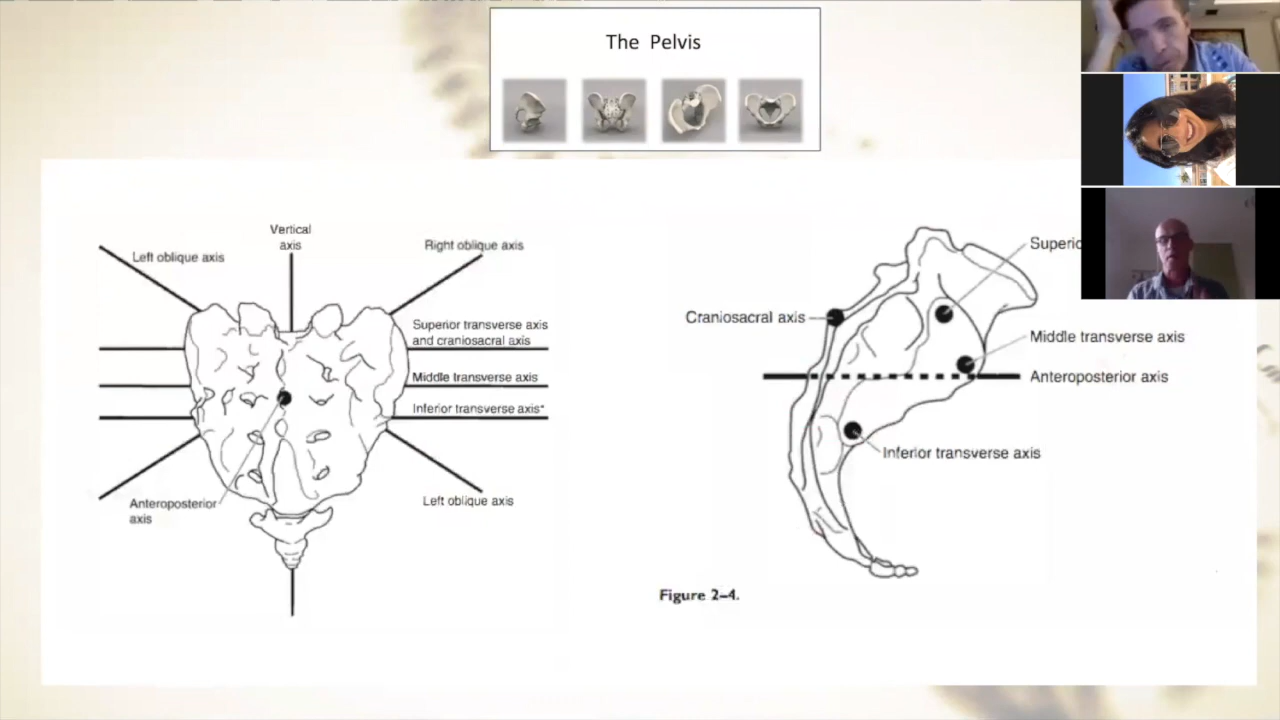 The Pelvis
Vertical
axis
Left oblique axis
Right oblique axis
Superior transverse axis
and craniosacral axis
Middle transverse axis
Inferior transverse axis*
Anteroposterior
axis
Left oblique axis
Craniosacral axis
Middle transverse axis
Anteroposterior axis
Inferior transverse axis
Figure 2–4.